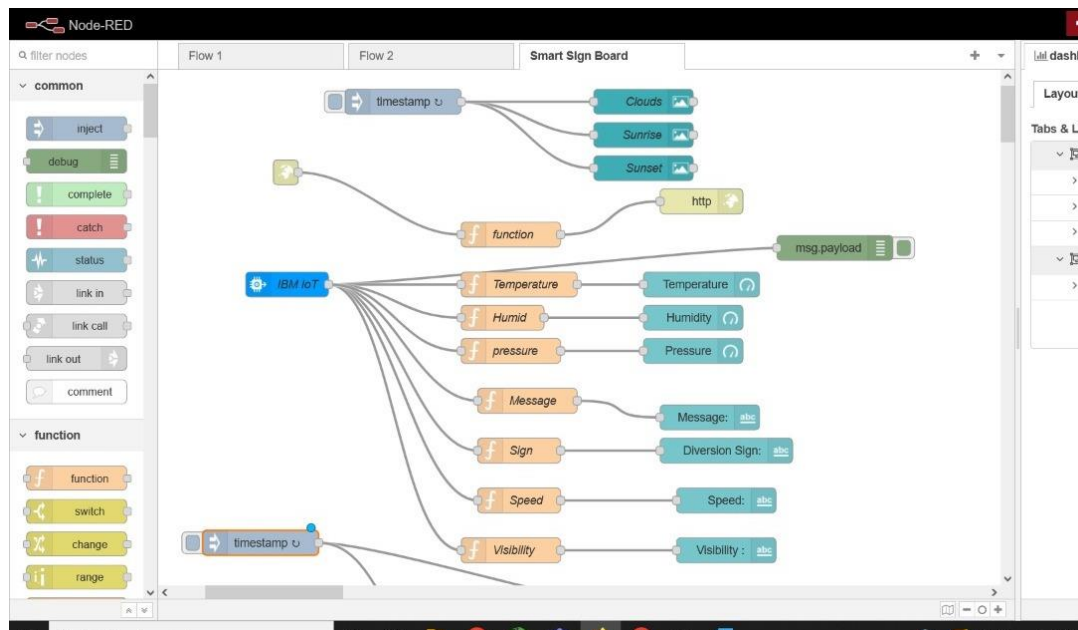 Node-RED
filter nodes
Flow 1
Flow 2
Smart Sign Board
dash
common
inject
debug
complete
catch
status
link in
link call
link out
comment
function
function
switch
change
range
timestamp ↻
Clouds
Sunrise
Sunset
http
function
msg.payload
IBM IoT
Temperature
Temperature
Humid
Humidity
pressure
Pressure
Message
Message:
abc
Sign
Diversion Sign:
abc
Speed
Speed:
abc
timestamp ↻
Visibility
Visibility :
abc
Layou
Tabs & L